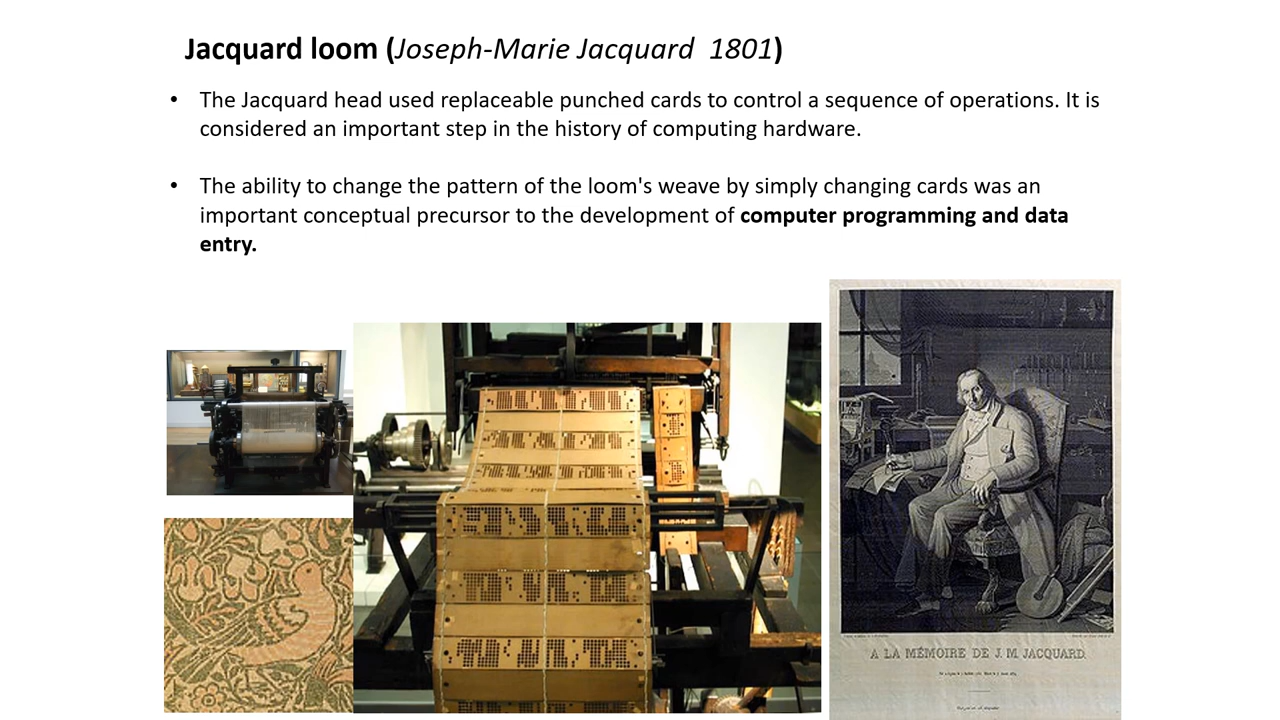 Jacquard loom (Joseph-Marie Jacquard 1801)
• The Jacquard head used replaceable punched cards to control a sequence of operations. It is
considered an important step in the history of computing hardware.
• The ability to change the pattern of the loom's weave by simply changing cards was an
important conceptual precursor to the development of computer programming and data
entry.
A LA MÉMOIRE DE J. M. JACQUARD.